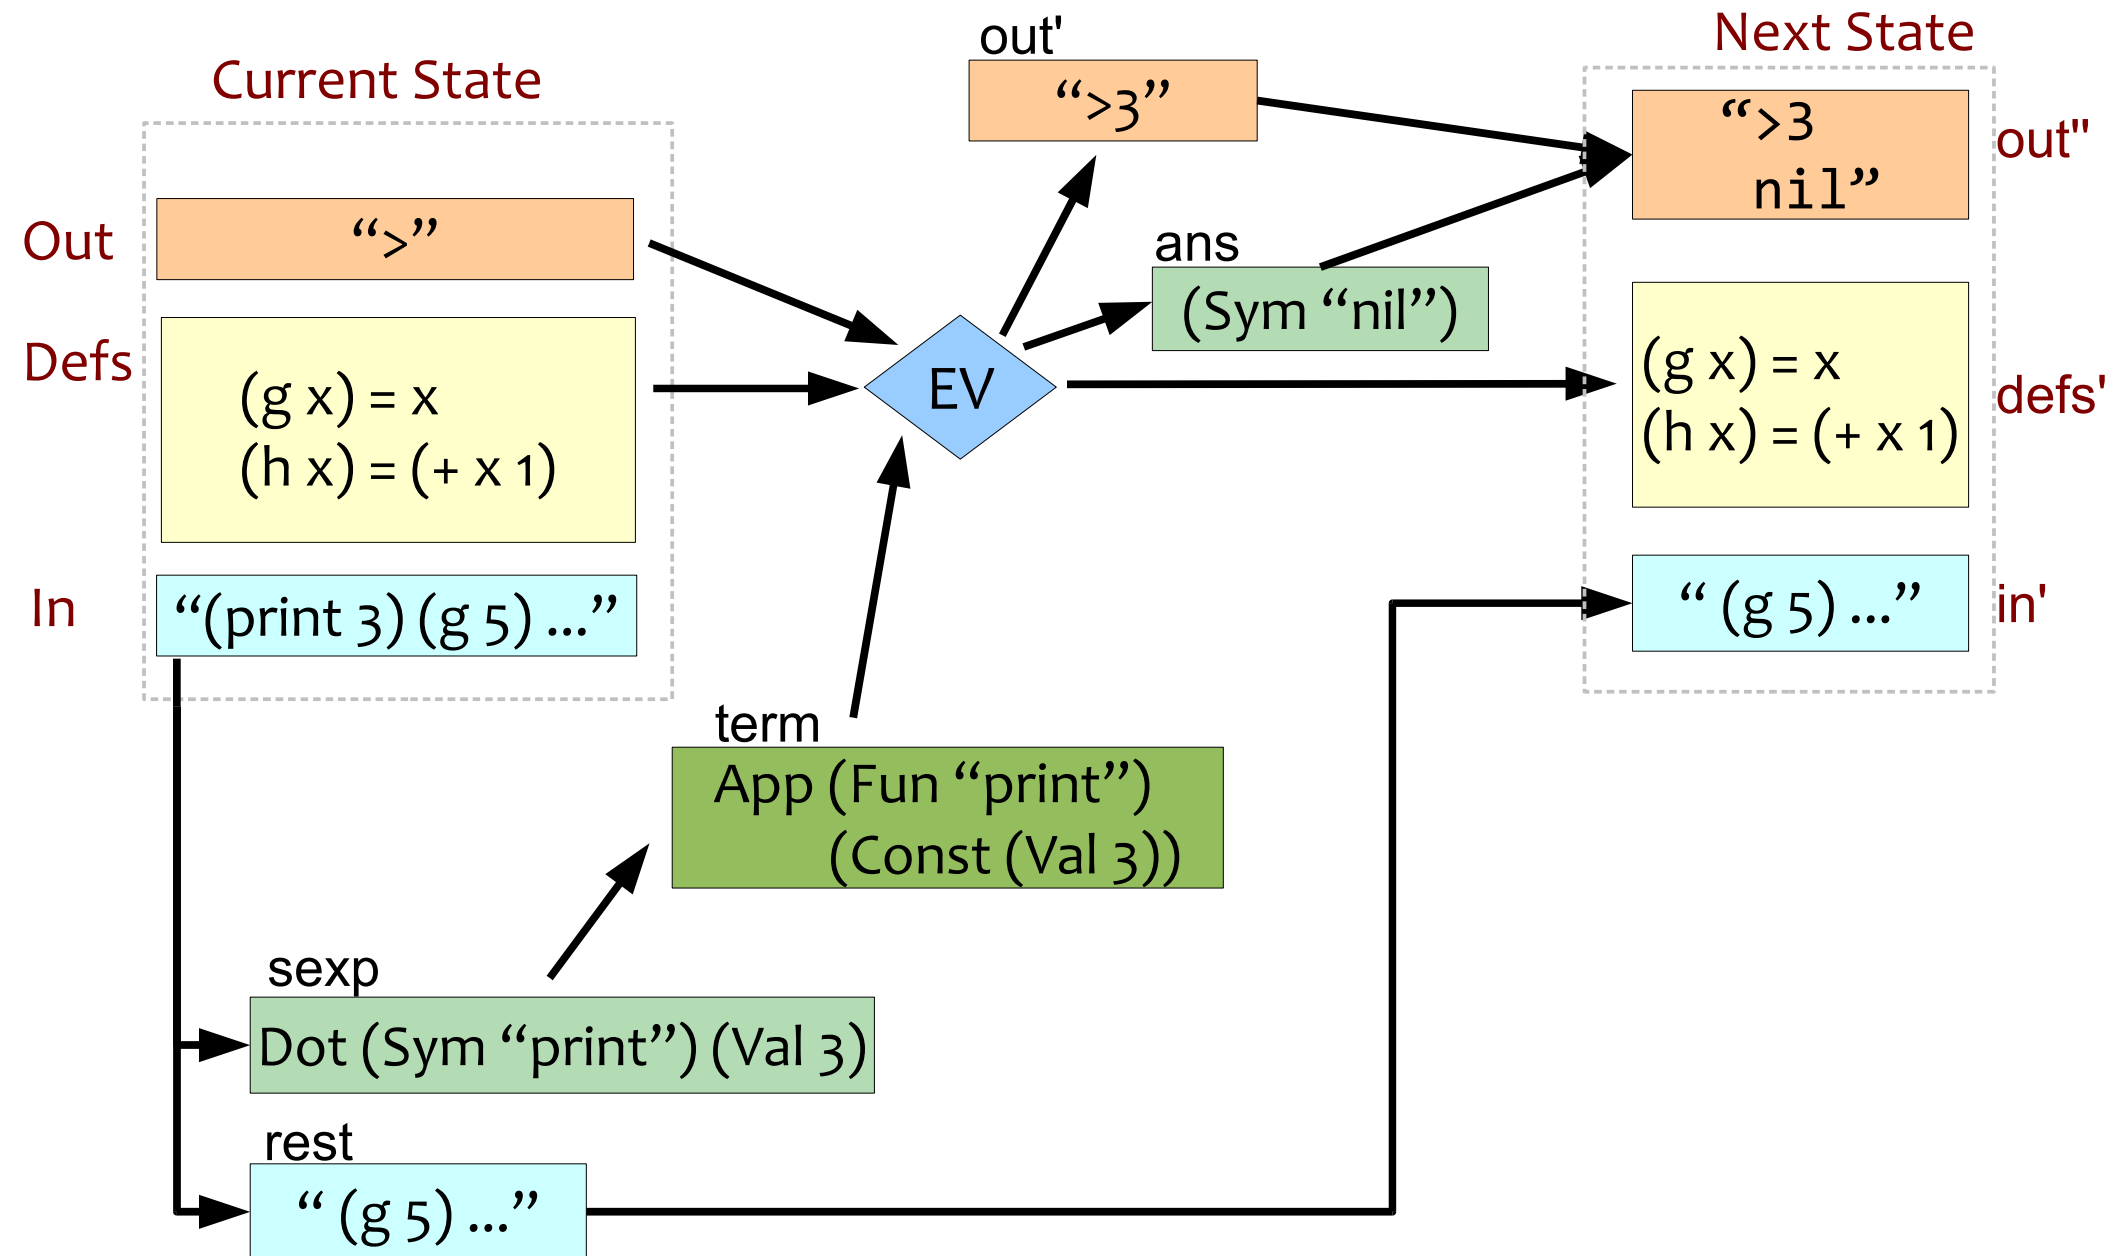 Current State
Out
“>”
Defs
(g x) = x
(h x) = (+ x 1)
In
“(print 3) (g 5) ...”
out'
“>3”
ans
(Sym “nil”)
EV
term
App (Fun “print”)
(Const (Val 3))
sexp
Dot (Sym “print”) (Val 3)
rest
“ (g 5) ...”
Next State
“>3
nil”
out"
(g x) = x
(h x) = (+ x 1)
defs'
“ (g 5) ...”
in'